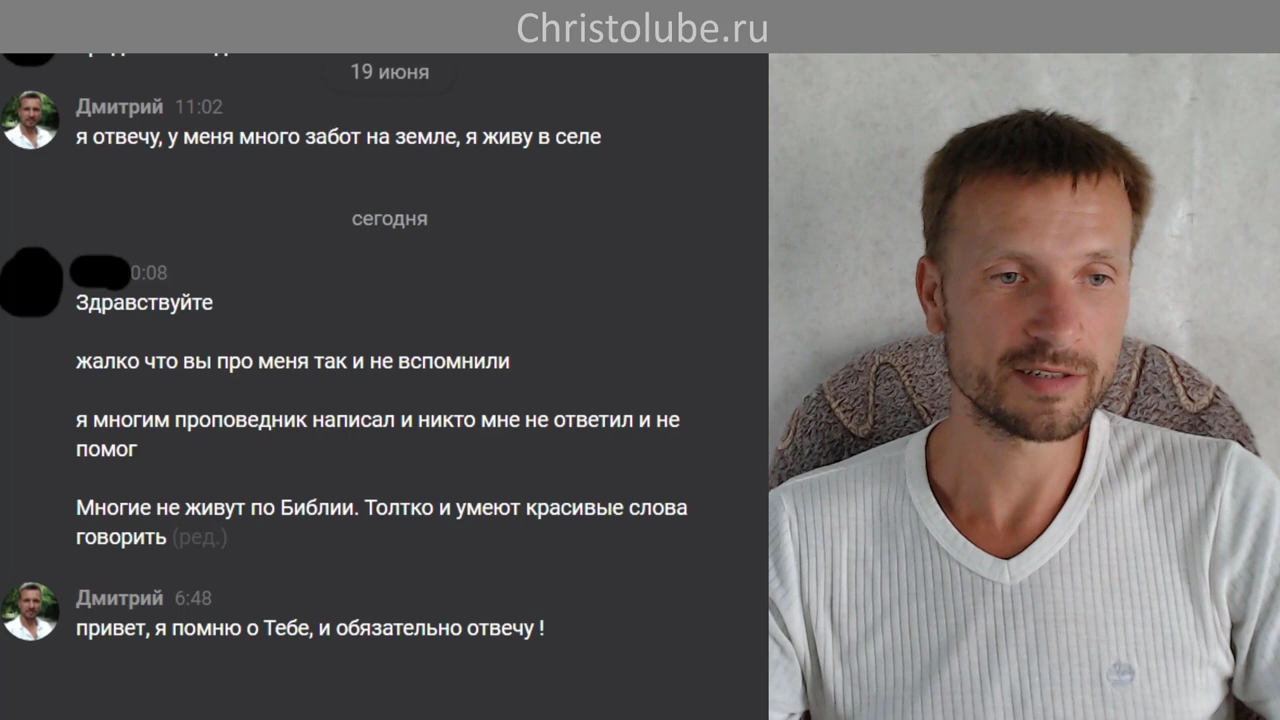 Christolube.ru
19 июня
Дмитрий 11:02
я отвечу, у меня много забот на земле, я живу в селе
сегодня
0:08
Здравствуйте
жалко что вы про меня так и не вспомнили
я многим проповедник написал и никто мне не ответил и не
помог
Многие не живут по Библии. Толтко и умеют красивые слова
говорить (ред.)
Дмитрий 6:48
привет, я помню о Тебе, и обязательно отвечу !